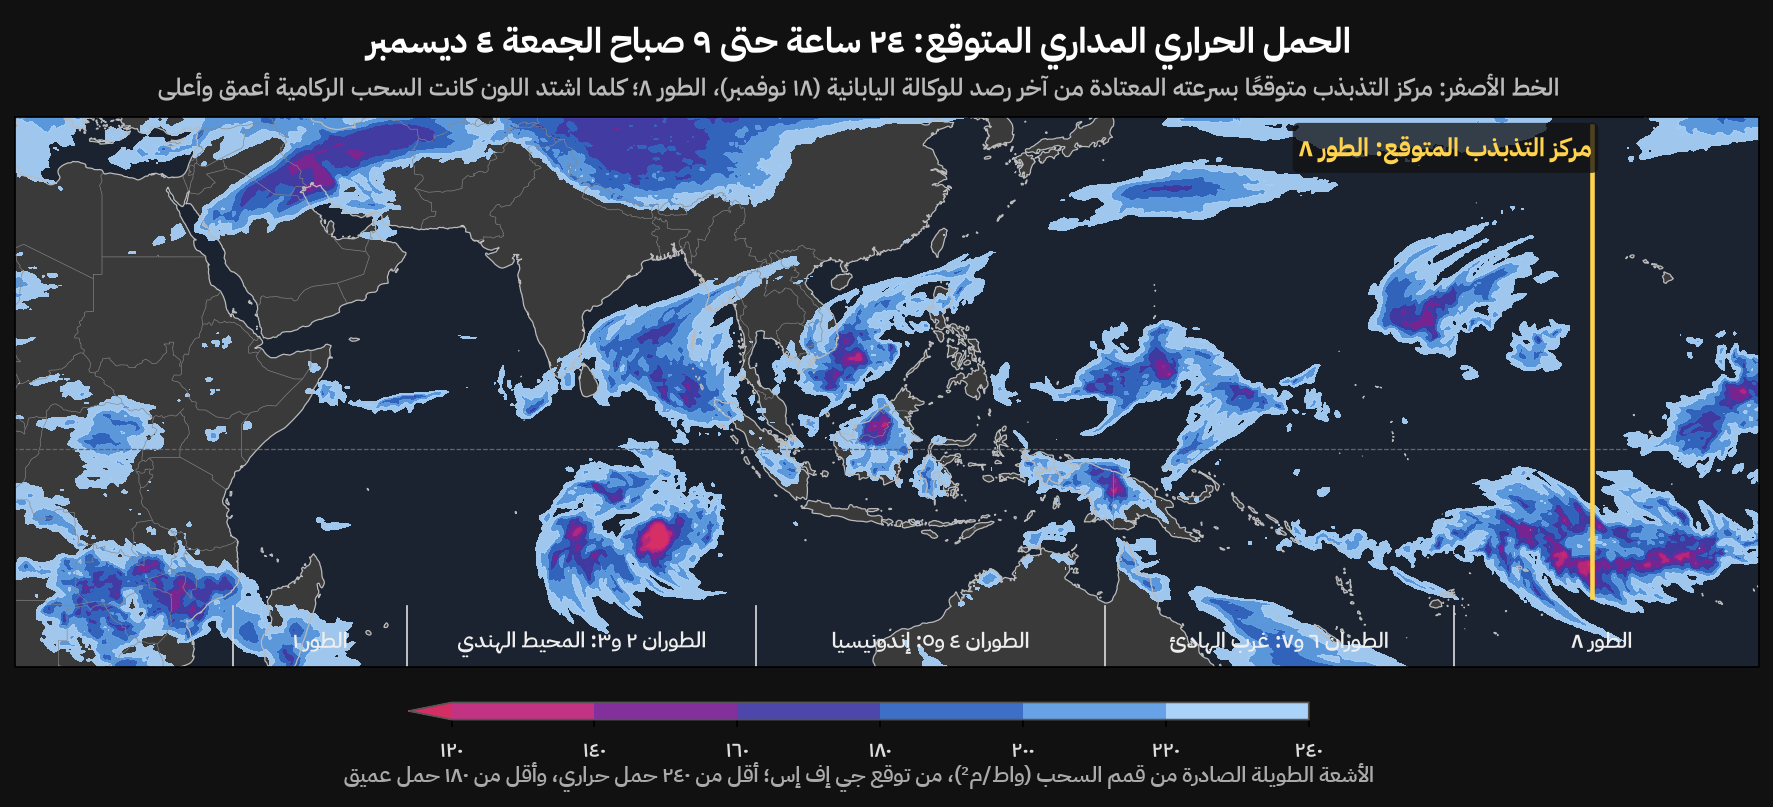 الحمل الحراري المداري المتوقع: ٢٤ ساعة حتى ٩ صباح الجمعة ٤ ديسمبر
الخط الأصفر: مركز التذبذب متوقعًا بسرعته المعتادة من آخر رصد للوكالة اليابانية (١٨ نوفمبر)، الطور ٨؛ كلما اشتد اللون كانت السحب الركامية أعمق وأعلى
مركز التذبذب المتوقع: الطور ٨
الطور ٨
الطوران ٦ و٧: غرب الهادئ
الطوران ٤ و٥: إندونيسيا
الطوران ٢ و٣: المحيط الهندي
الطور ١
١٢٠ ١٤٠ ١٦٠ ١٨٠ ٢٠٠ ٢٢٠ ٢٤٠
الأشعة الطويلة الصادرة من قمم السحب (واط/م²)، من توقع جي إف إس؛ أقل من ٢٤٠ حمل حراري، وأقل من ١٨٠ حمل عميق